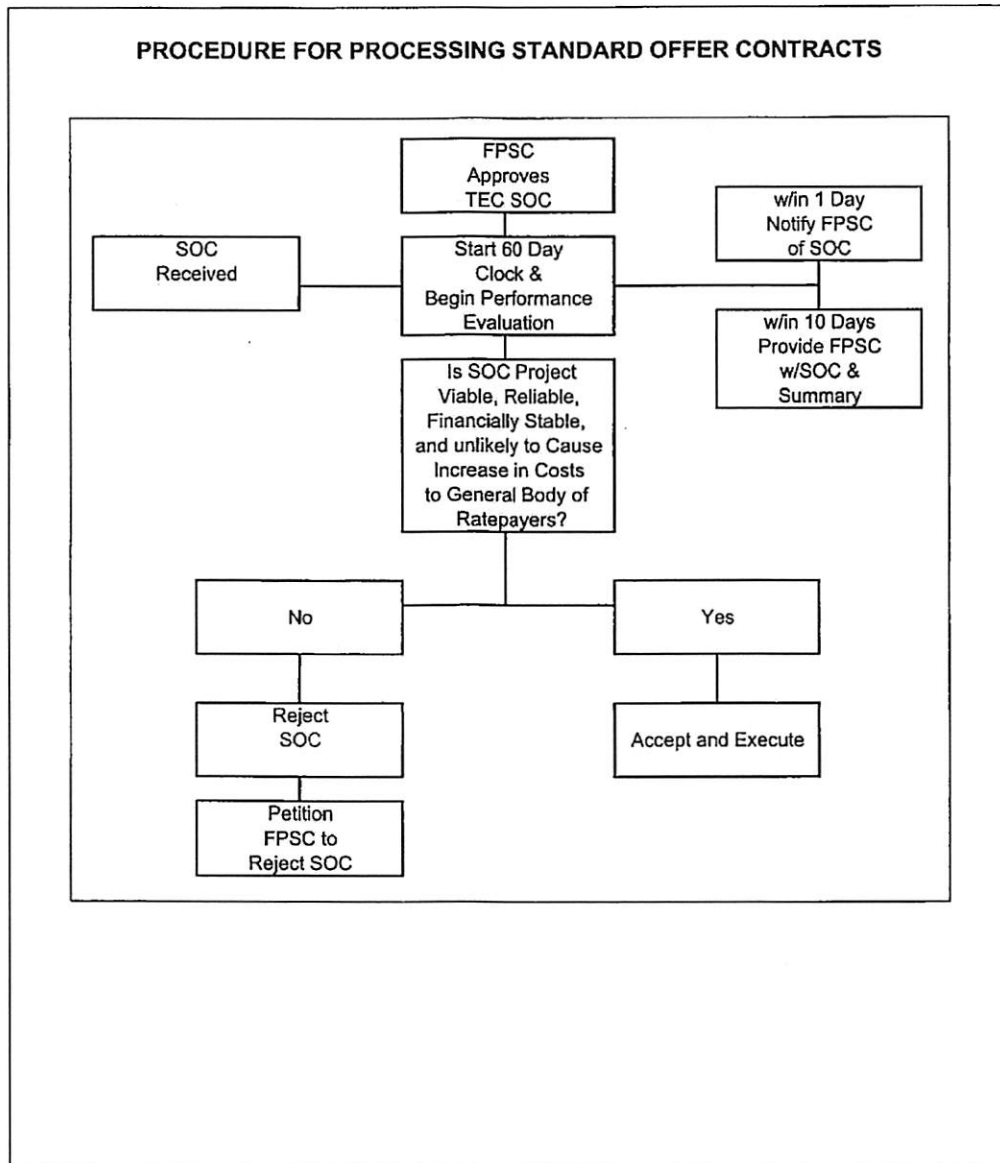 PROCEDURE FOR PROCESSING STANDARD OFFER CONTRACTS
FPSC
Approves
TEC SOC
w/in 1 Day
Notify FPSC
of SOC
SOC
Received
Start 60 Day
Clock &
Begin Performance
Evaluation
w/in 10 Days
Provide FPSC
w/SOC &
Summary
Is SOC Project
Viable, Reliable,
Financially Stable,
and unlikely to Cause
Increase in Costs
to General Body of
Ratepayers?
No
Yes
Reject
SOC
Accept and Execute
Petition
FPSC to
Reject SOC